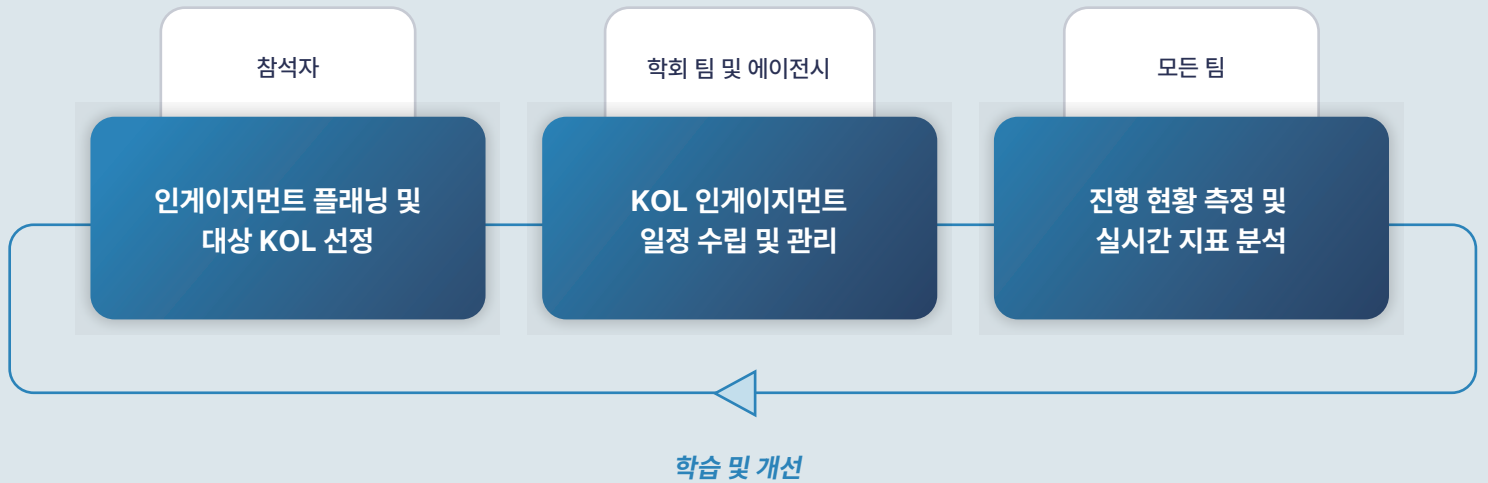 참석자
인게이지먼트 플래닝 및
대상 KOL 선정
학회 팀 및 에이전시
KOL 인게이지먼트
일정 수립 및 관리
모든 팀
진행 현황 측정 및
실시간 지표 분석
학습 및 개선